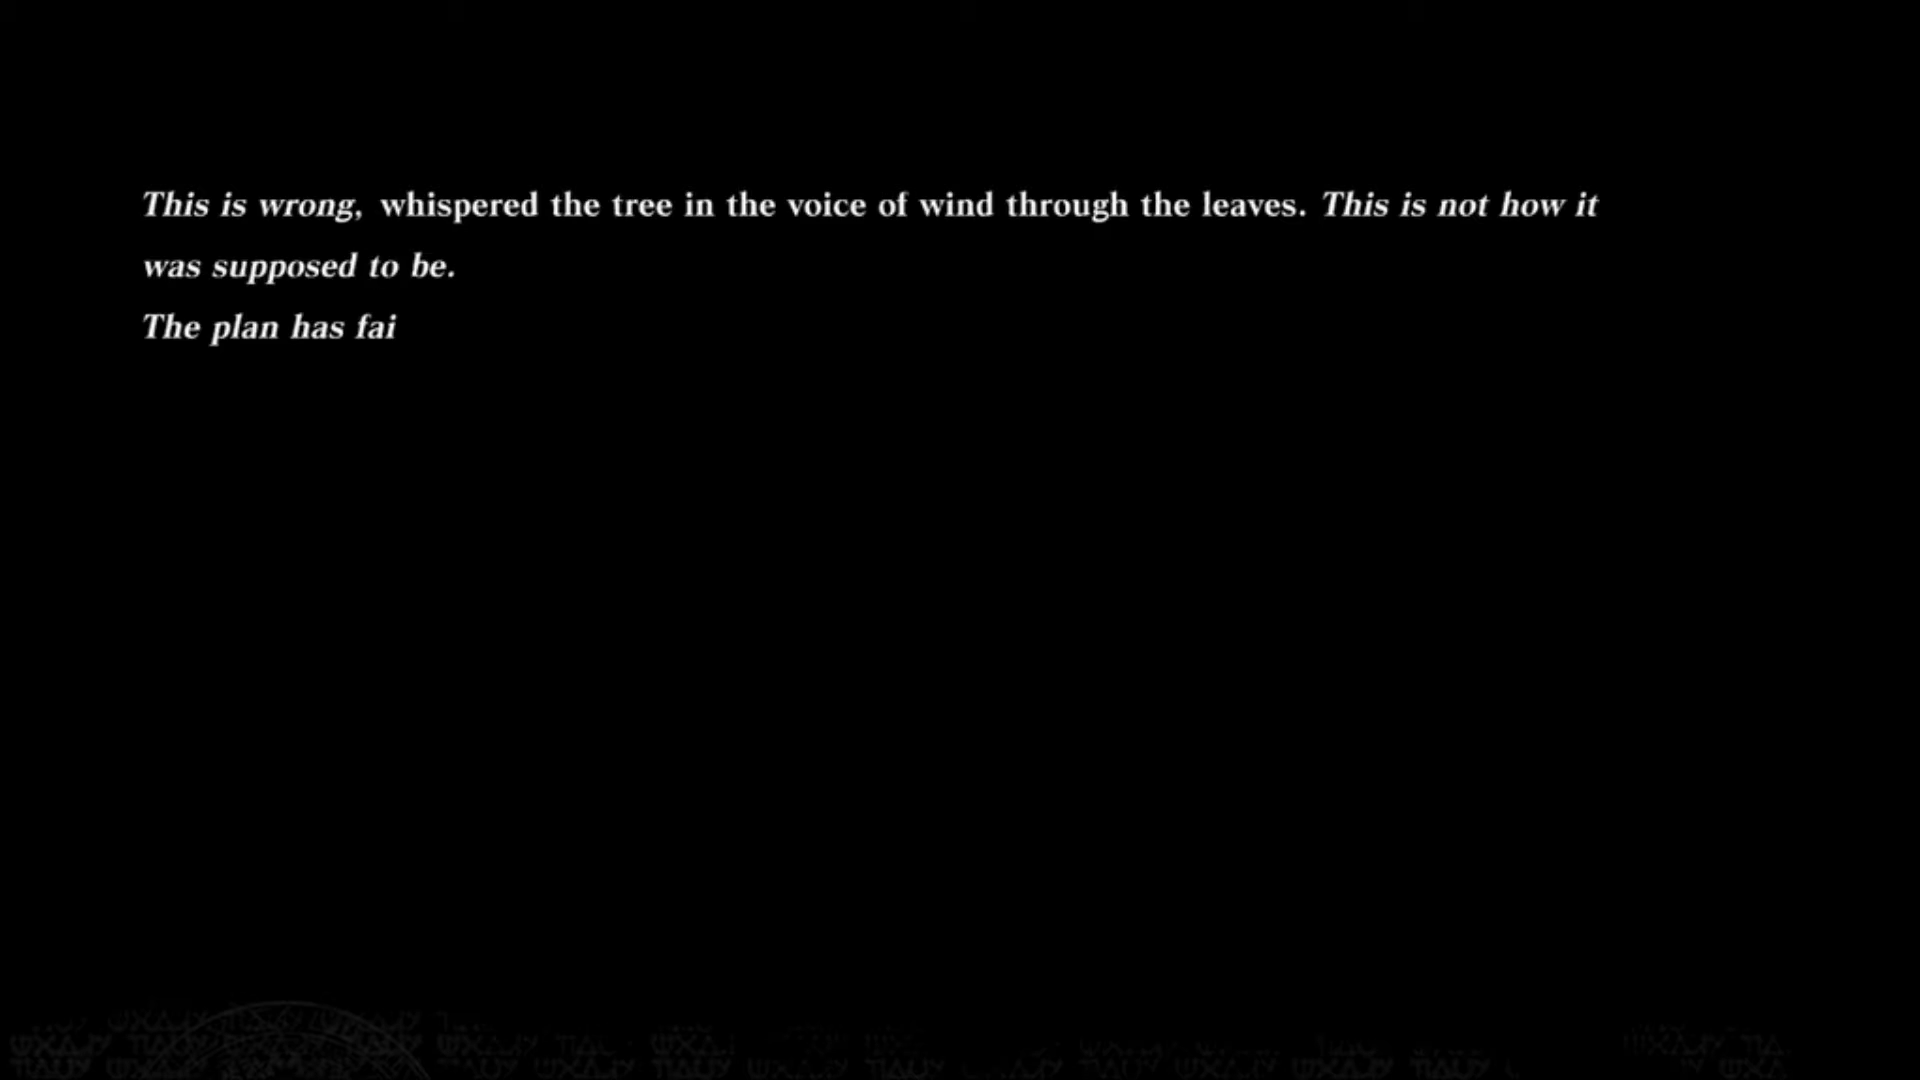 This is wrong, whispered the tree in the voice of wind through the leaves. This is not how it
was supposed to be.
The plan has fai